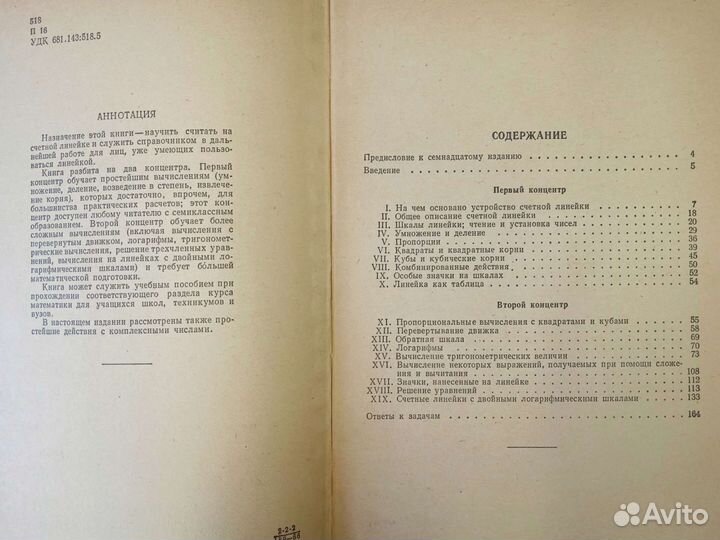 518
П 16
УДК 681.143:518.5
АННОТАЦИЯ
Назначение этой книги—научить считать на
счетной линейке и служить справочником в даль-
нейшей работе для лиц, уже умеющих пользо-
ваться линейкой.
Книга разбита на два концентра. Первый
концентр обучает простейшим вычислениям (ум-
ножение, деление, возведение в степень, извлече-
ние корня), которых достаточно, впрочем, для
большинства практических расчетов; этот кон-
центр доступен любому читателю с семиклассным
образованием. Второй концентр обучает более
сложным вычислениям (включая вычисления с
перевернутым движком, логарифмы, тригономет-
рические вычисления, решение трехчленных урав-
нений, вычисления на линейках с двойными лога-
рифмическими шкалами) и требует бо́льшей
математической подготовки.
Книга может служить учебным пособием при
прохождении соответствующего раздела курса
математики для учащихся школ, техникумов и
вузов.
В настоящем издании рассмотрены также про-
стейшие действия с комплексными числами.
2-2-2
СОДЕРЖАНИЕ
Предисловие к семнадцатому изданию 4
Введение 5
Первый концентр
I. На чем основано устройство счетной линейки 7
II. Общее описание счетной линейки 18
III. Шкалы линейки; чтение и установка чисел 20
IV. Умножение и деление 29
V. Пропорции 36
VI. Квадраты и квадратные корни 39
VII. Кубы и кубические корни 45
VIII. Комбинированные действия 50
IX. Особые значки на шкалах 52
X. Линейка как таблица 54
Второй концентр
XI. Пропорциональные вычисления с квадратами и кубами 55
XII. Перевертывание движка 58
XIII. Обратная шкала 69
XIV. Логарифмы 70
XV. Вычисление тригонометрических величин 73
XVI. Вычисление некоторых выражений, получаемых при помощи сложе-
ния и вычитания 108
XVII. Значки, нанесенные на линейке 112
XVIII. Решение уравнений 113
XIX. Счетные линейки с двойными логарифмическими шкалами 133
Ответы к задачам 164
Avito